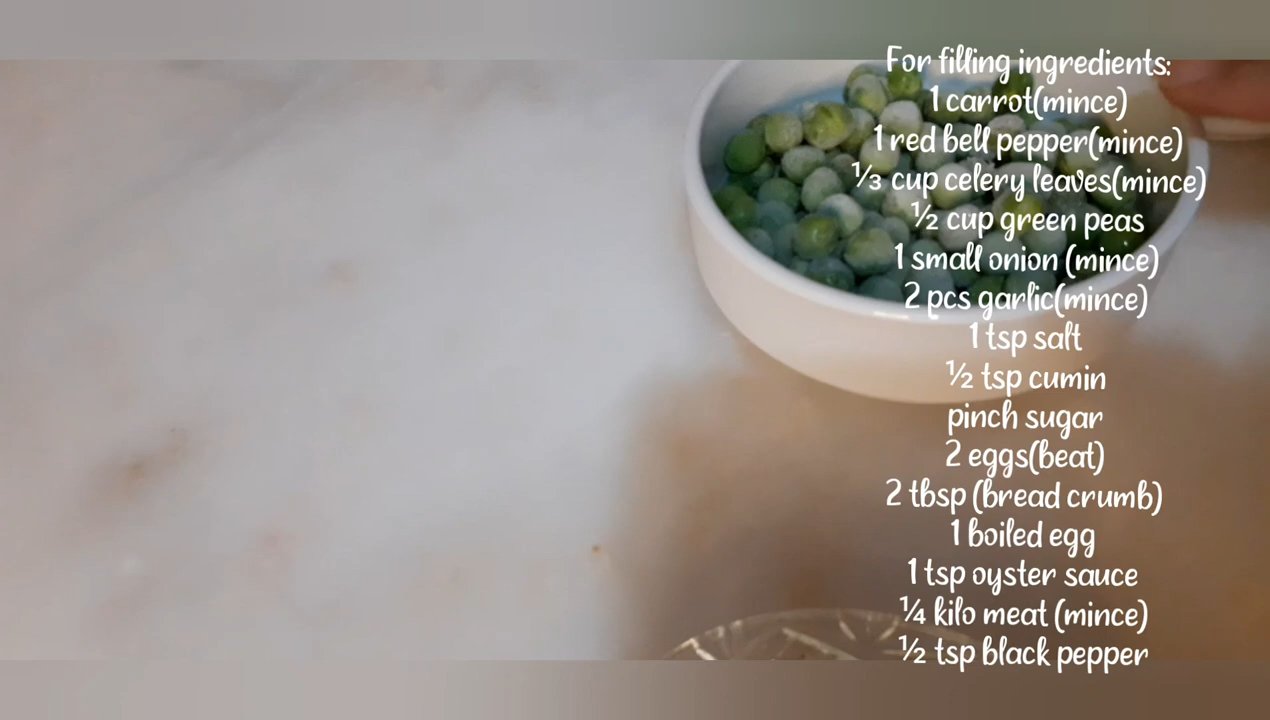 For filling ingredients:
1 carrot(mince)
1 red bell pepper(mince)
⅓ cup celery leaves(mince)
½ cup green peas
1 small onion (mince)
2 pcs garlic(mince)
1 tsp salt
½ tsp cumin
pinch sugar
2 eggs(beat)
2 tbsp (bread crumb)
1 boiled egg
1 tsp oyster sauce
¼ kilo meat (mince)
½ tsp black pepper